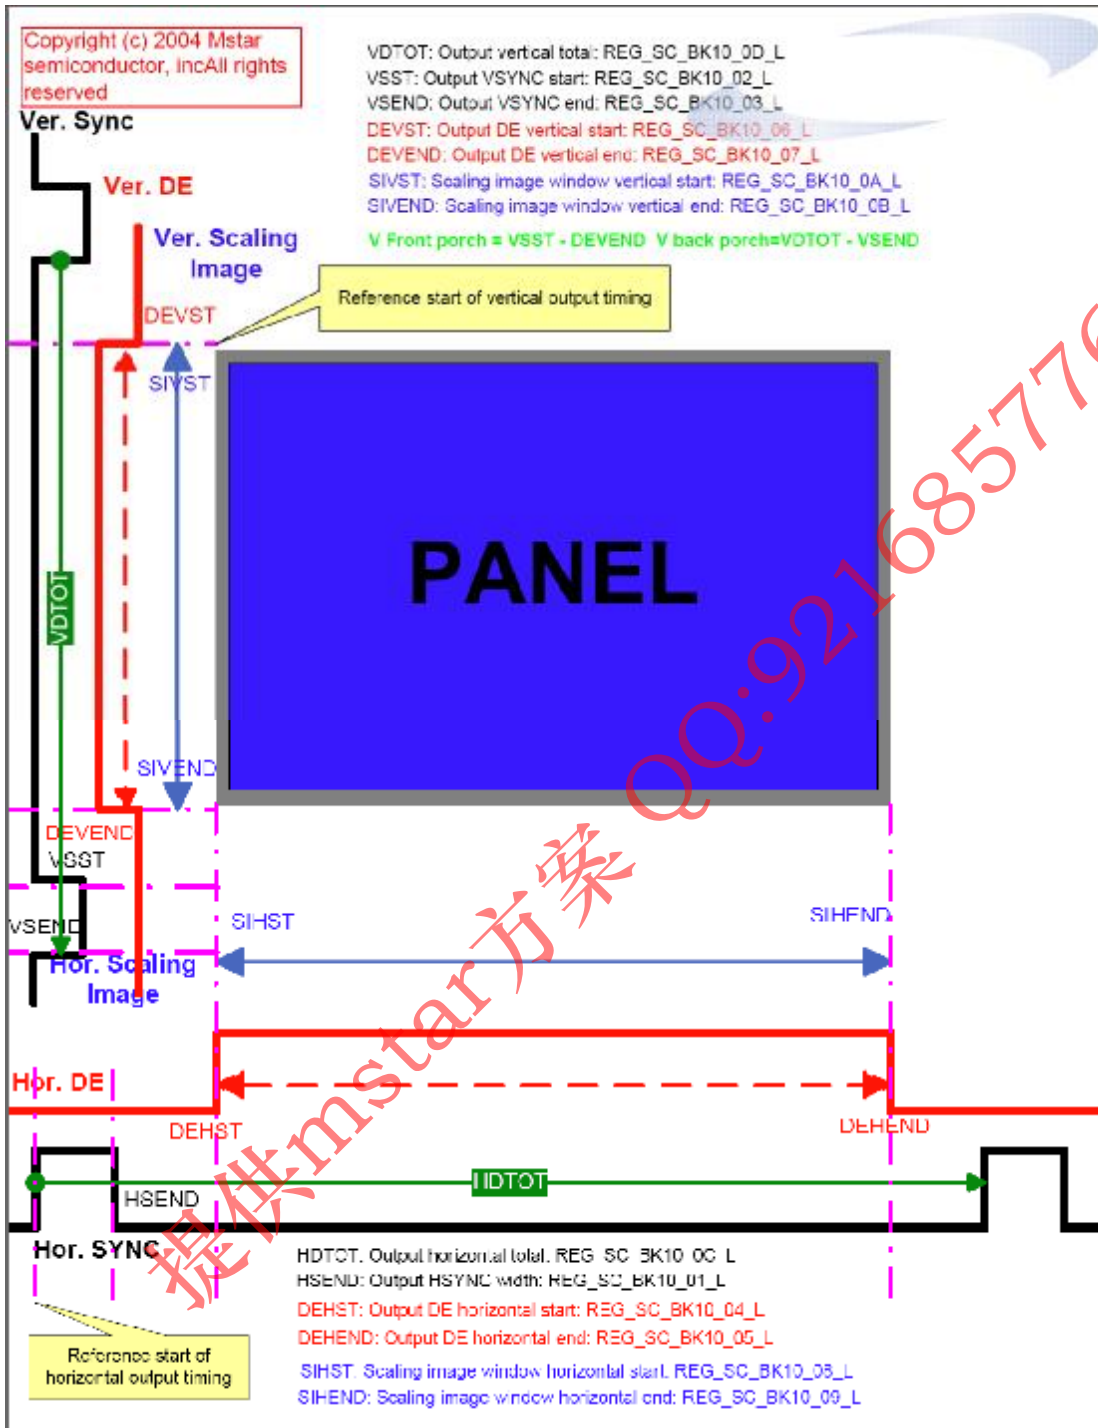 Copyright (c) 2004 Mstar
semiconductor, incAll rights
reserved
VDTOT: Output vertical total: REG_SC_BK10_0D_L
VSST: Output VSYNC start: REG_SC_BK10_02_L
VSEND: Output VSYNC end: REG_SC_BK10_03_L
DEVST: Output DE vertical start: REG_SC_BK10_06_L
DEVEND: Output DE vertical end: REG_SC_BK10_07_L
SIVST: Scaling image window vertical start: REG_SC_BK10_0A_L
SIVEND: Scaling image window vertical end: REG_SC_BK10_0B_L
V Front porch = VSST - DEVEND V back porch=VDTOT - VSEND
Ver. Sync
Ver. DE
Ver. Scaling
Image
Reference start of vertical output timing
DEVST
SIVST
PANEL
VDTOT
SIVEND
DEVEND
VSST
VSEND
SIHST
SIHEND
Hor. Scaling
Image
Hor. DE
DEHST
DEHEND
HDTOT
HSEND
Hor. SYNC
HDTOT: Output horizontal total: REG_SC_BK10_0C_L
HSEND: Output HSYNC width: REG_SC_BK10_01_L
DEHST: Output DE horizontal start: REG_SC_BK10_04_L
DEHEND: Output DE horizontal end: REG_SC_BK10_05_L
SIHST: Scaling image window horizontal start: REG_SC_BK10_08_L
SIHEND: Scaling image window horizontal end: REG_SC_BK10_09_L
Reference start of
horizontal output timing
提供mstar方案 QQ:921685776